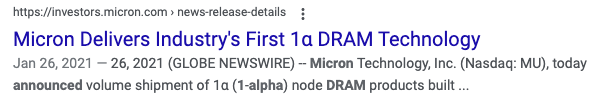 https://investors.micron.com › news-release-details
Micron Delivers Industry's First 1α DRAM Technology
Jan 26, 2021 — 26, 2021 (GLOBE NEWSWIRE) -- Micron Technology, Inc. (Nasdaq: MU), today
announced volume shipment of 1α (1-alpha) node DRAM products built ...